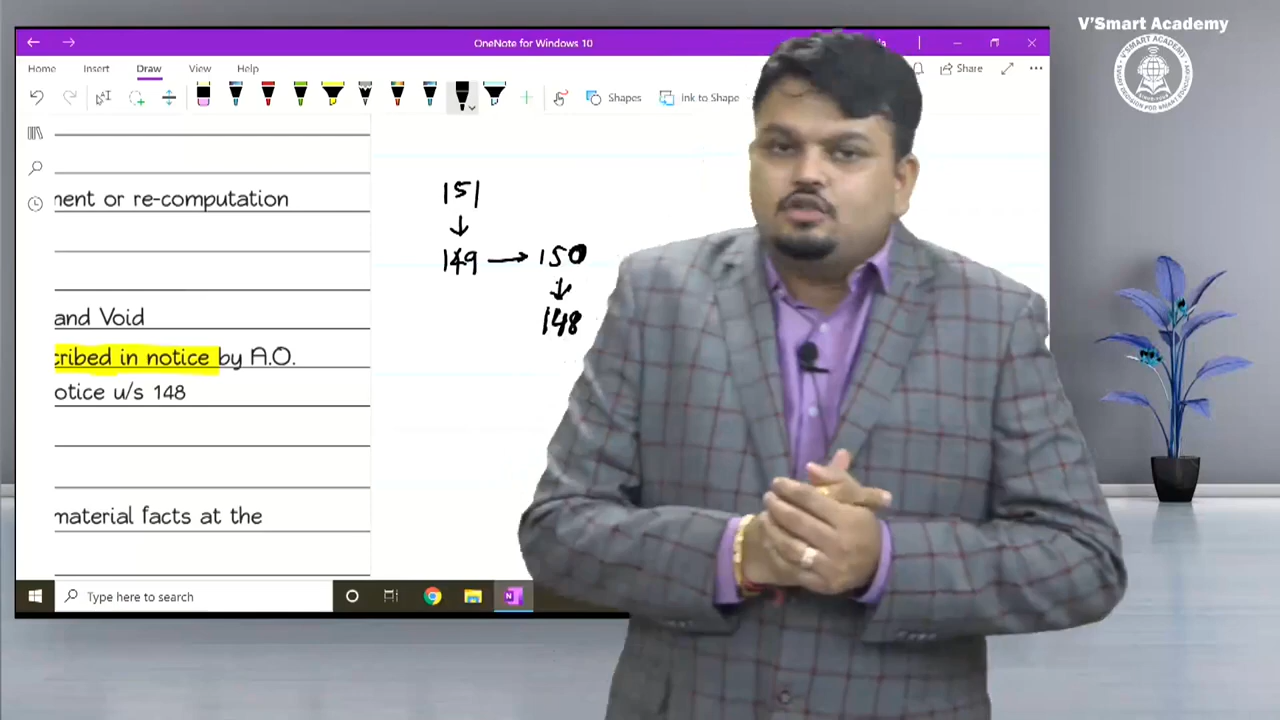 V'Smart Academy
OneNote for Windows 10
Home Insert Draw View Help
Share
Shapes
Ink to Shape
ment or re-computation
and Void
cribed in notice by A.O.
otice u/s 148
material facts at the
151
149 → 150
148
Type here to search